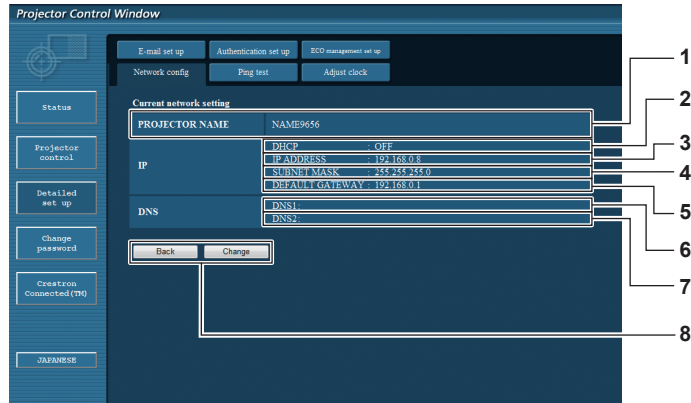 Projector Control Window
E-mail set up
Authentication set up
ECO management set up
Network config
Ping test
Adjust clock
Status
Projector
control
Detailed
set up
Change
password
Crestron
Connected(TM)
JAPANESE
Current network setting
PROJECTOR NAME NAME9656
IP
DHCP : OFF
IP ADDRESS : 192.168.0.8
SUBNET MASK : 255.255.255.0
DEFAULT GATEWAY : 192.168.0.1
DNS
DNS1:
DNS2:
Back
Change
1
2
3
4
5
6
7
8